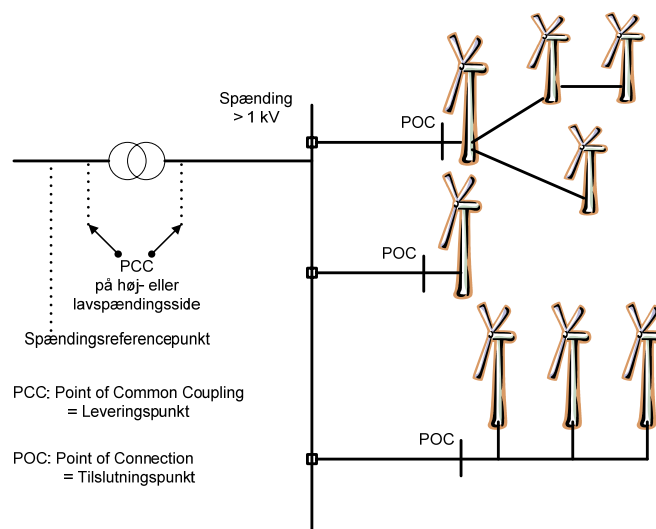 Spænding
> 1 kV
POC
POC
PCC
på høj- eller
lavspændingsside
Spændingsreferencepunkt
PCC: Point of Common Coupling
= Leveringspunkt
POC
POC: Point of Connection
= Tilslutningspunkt